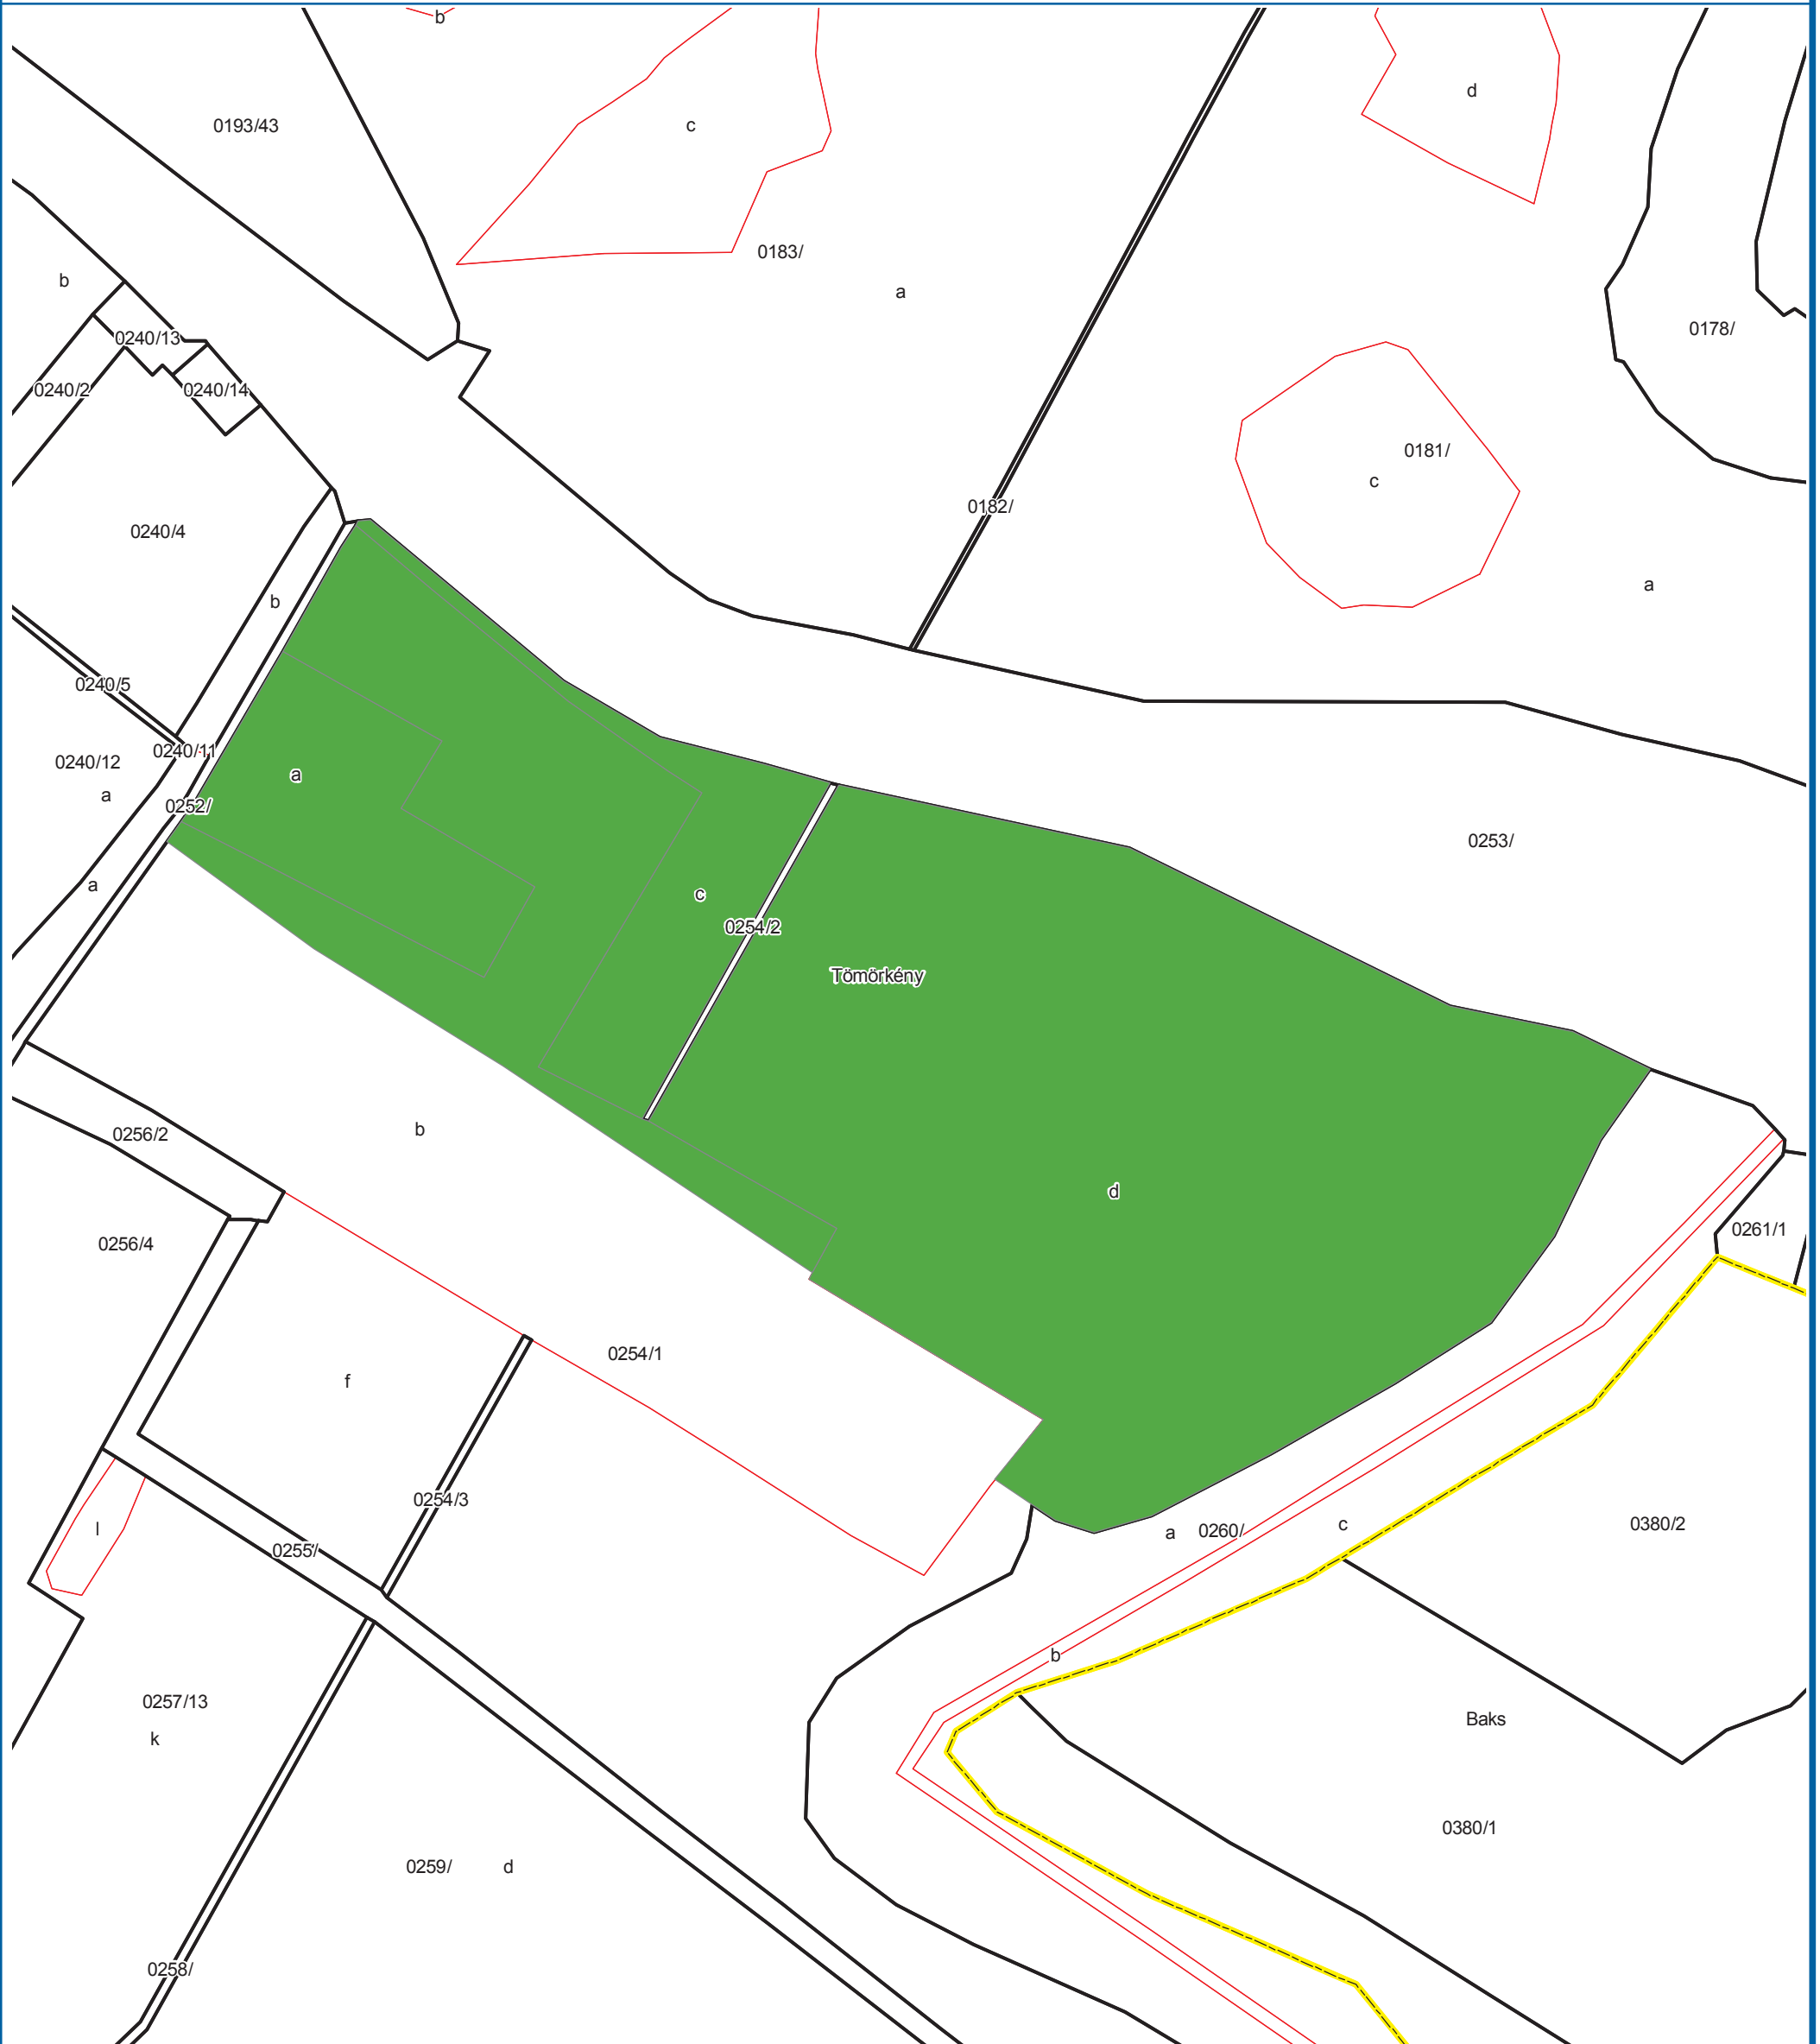 b
d
0193/43
c
0183/
b
a
0178/
0240/13
0240/2
0240/14
0181/
c
0182/
0240/4
a
b
0240/5
0240/11
0240/12
a
a
0252/
0253/
a
c
0254/2
Tömörkény
b
0256/2
d
0261/1
0256/4
0254/1
f
0254/3
l
a
0260/
c
0380/2
0255/
b
0257/13
Baks
k
0380/1
0259/
d
0258/